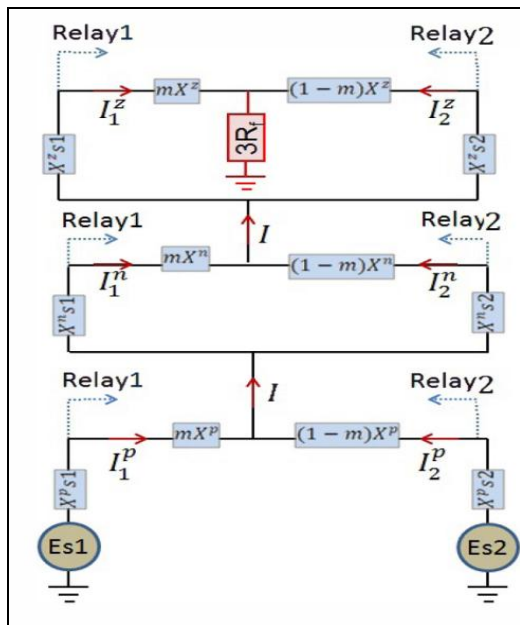 Relay1 Relay2
mXᶻ (1 − m)Xᶻ
I₁ᶻ I₂ᶻ
3R_f
Xᶻs1 Xᶻs2
I
Relay1 Relay2
mXⁿ (1 − m)Xⁿ
I₁ⁿ I₂ⁿ
Xⁿs1 Xⁿs2
Relay1 I Relay2
mXᵖ (1 − m)Xᵖ
I₁ᵖ I₂ᵖ
Xᵖs1 Xᵖs2
Es1 Es2